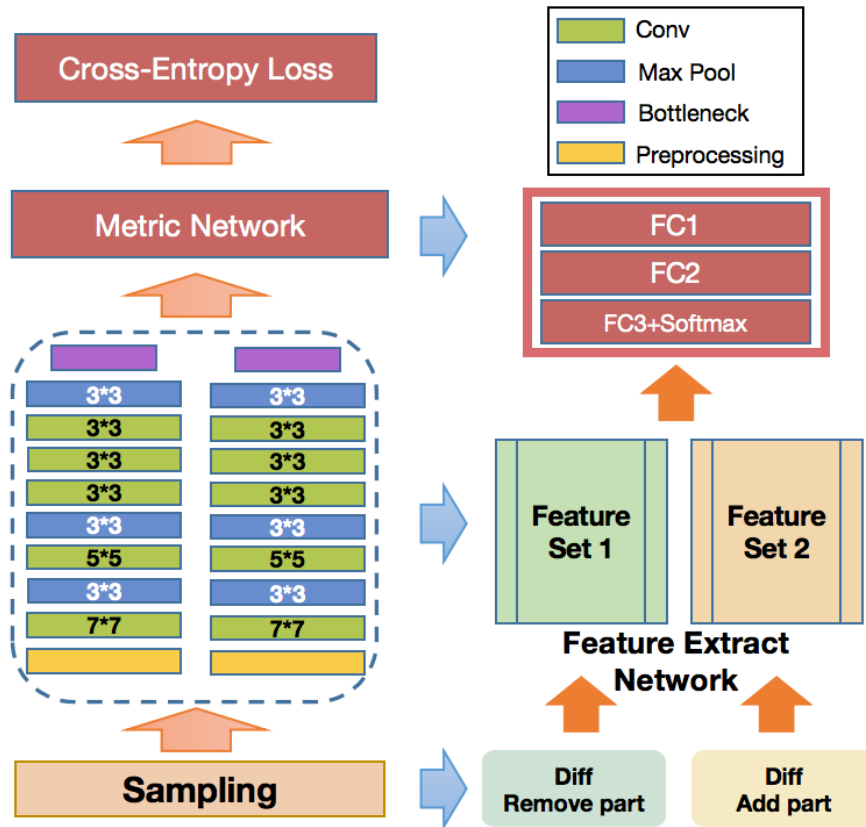 Cross-Entropy Loss
Metric Network
3*3
3*3
3*3
3*3
3*3
5*5
3*3
7*7
3*3
3*3
3*3
3*3
3*3
5*5
3*3
7*7
Sampling
Conv
Max Pool
Bottleneck
Preprocessing
FC1
FC2
FC3+Softmax
Feature
Set 1
Feature
Set 2
Feature Extract
Network
Diff
Remove part
Diff
Add part